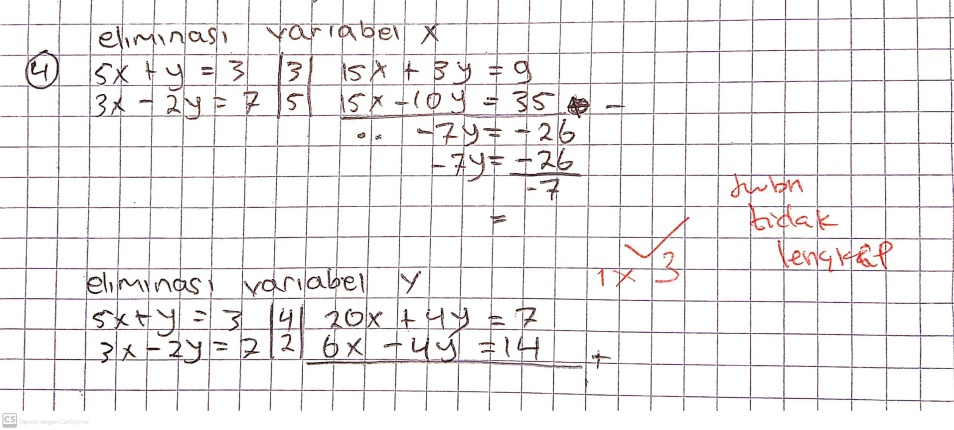 eliminasi variabel x
④ 5x + y = 3 |3| 15x + 3y = 9
3x - 2y = 7 |5| 15x - 10y = 35 -
-7y = -26
-7y = -26
-7
=
Jwbn
tidak
lengkap
1 x 3
eliminasi variabel y
5x + y = 3 |4| 20x + 4y = 7
3x - 2y = 7 |2| 6x - 4y = 14 +
CS